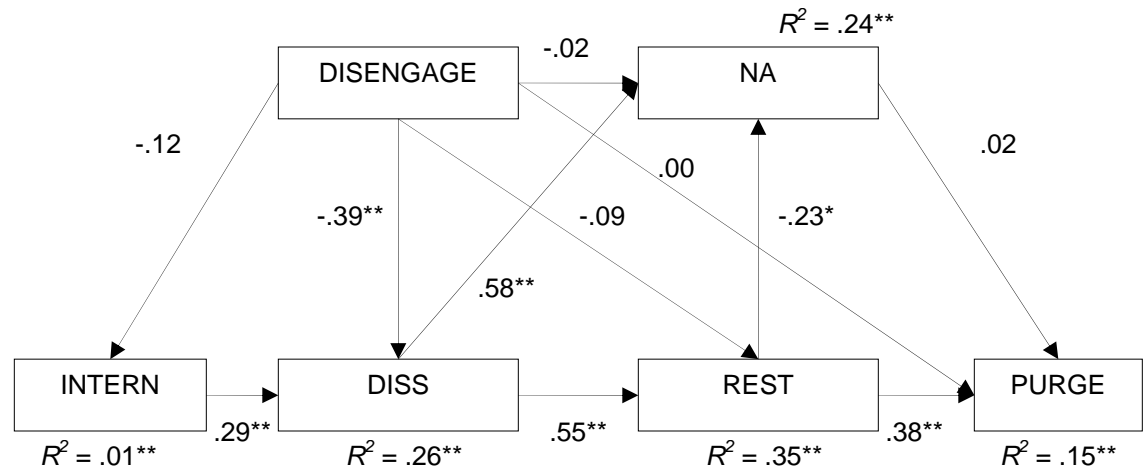 R² = .24**
-.02
DISENGAGE
NA
-.12
.02
.00
-.39**
-.09
-.23*
.58**
INTERN
DISS
REST
PURGE
.29**
.55**
.38**
R² = .01**
R² = .26**
R² = .35**
R² = .15**